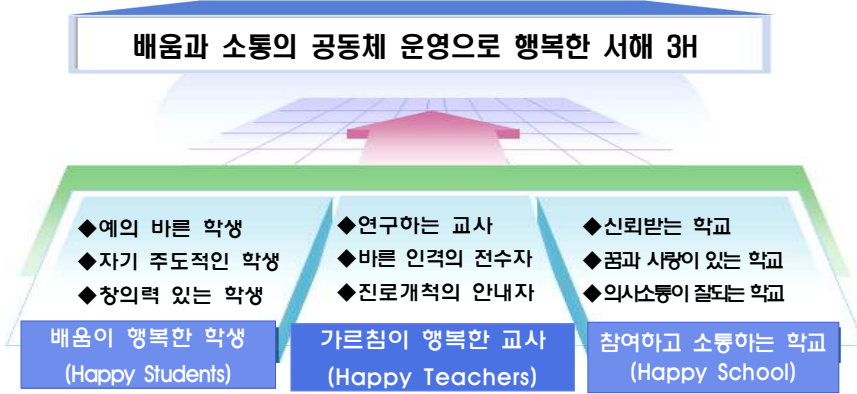 배움과 소통의 공동체 운영으로 행복한 서해 3H
◆예의 바른 학생
◆자기 주도적인 학생
◆창의력 있는 학생
배움이 행복한 학생
(Happy Students)
◆연구하는 교사
◆바른 인격의 전수자
◆진로개척의 안내자
가르침이 행복한 교사
(Happy Teachers)
◆신뢰받는 학교
◆꿈과 사랑이 있는 학교
◆의사소통이 잘되는 학교
참여하고 소통하는 학교
(Happy School)